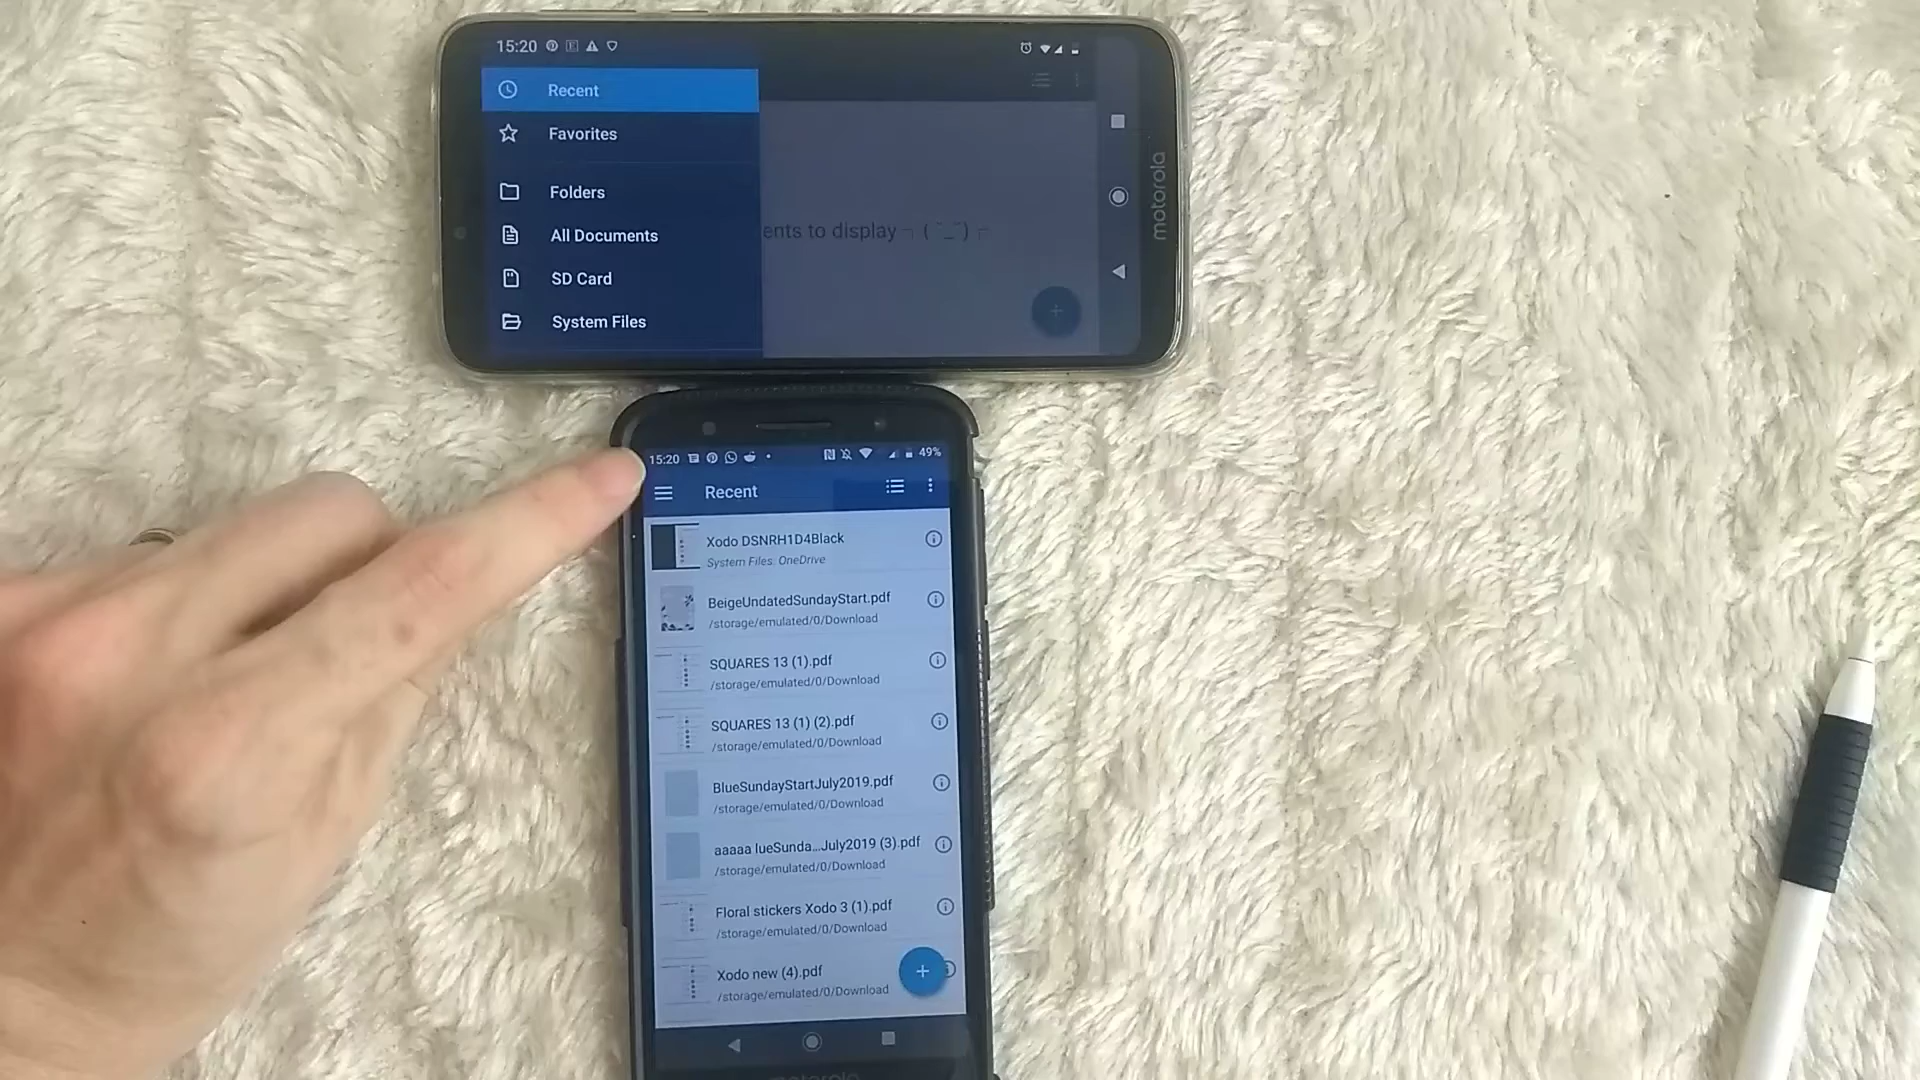 15:20
Recent
Favorites
Folders
All Documents
SD Card
System Files
ents to display ┐( ˘_˘) ┌
motorola
15:20
49%
Recent
Xodo DSNRH1D4Black
System Files: OneDrive
BeigeUndatedSundayStart.pdf
/storage/emulated/0/Download
SQUARES 13 (1).pdf
/storage/emulated/0/Download
SQUARES 13 (1) (2).pdf
/storage/emulated/0/Download
BlueSundayStartJuly2019.pdf
/storage/emulated/0/Download
aaaaa lueSunda...July2019 (3).pdf
/storage/emulated/0/Download
Floral stickers Xodo 3 (1).pdf
/storage/emulated/0/Download
Xodo new (4).pdf
/storage/emulated/0/Download
motorola